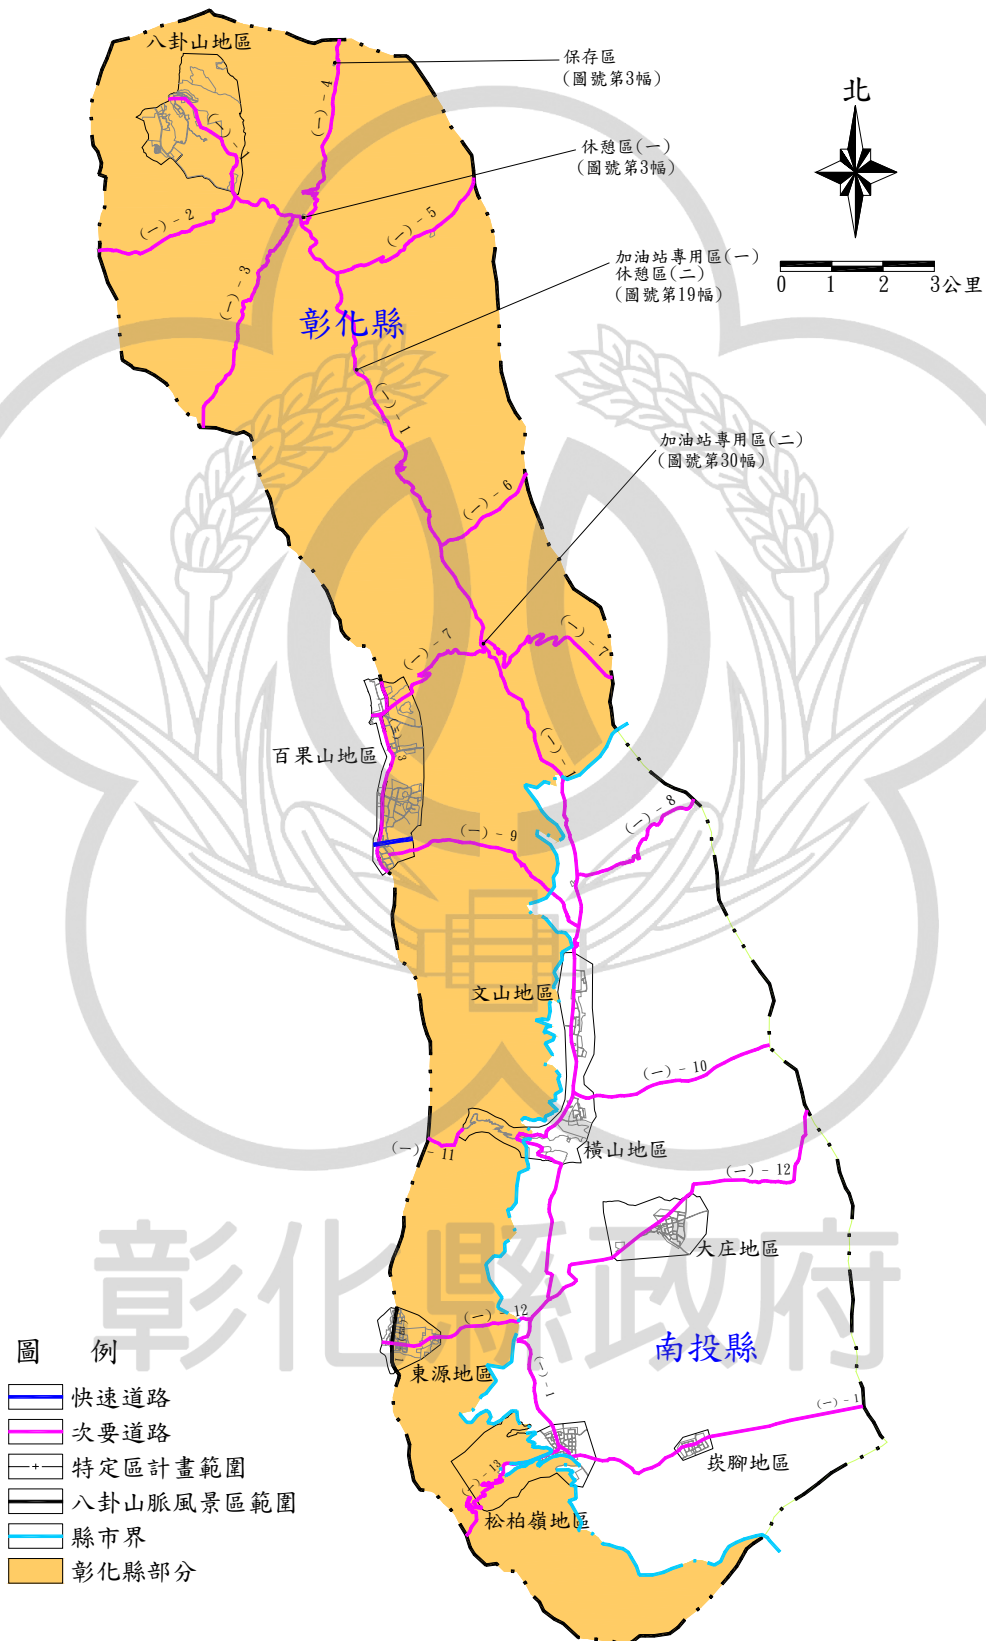 八卦山地區
保存區
(圖號第3幅)
北
(一)-4
(一)-1
休憩區(一)
(圖號第3幅)
(一)-2
(一)-5
(一)-3
加油站專用區(一)
休憩區(二)
(圖號第19幅)
0 1 2 3公里
彰化縣
(一)-1
加油站專用區(二)
(圖號第30幅)
(一)-6
(一)-7
(一)-7
百果山地區
(一)-3
(一)-1
(一)-8
(一)-9
文山地區
(一)-10
(一)-11
橫山地區
(一)-12
大庄地區
彰化縣政府
(一)-12
南投縣
東源地區
(一)-1
(一)-1
崁腳地區
(一)-13
松柏嶺地區
圖例
快速道路
次要道路
特定區計畫範圍
八卦山脈風景區範圍
縣市界
彰化縣部分